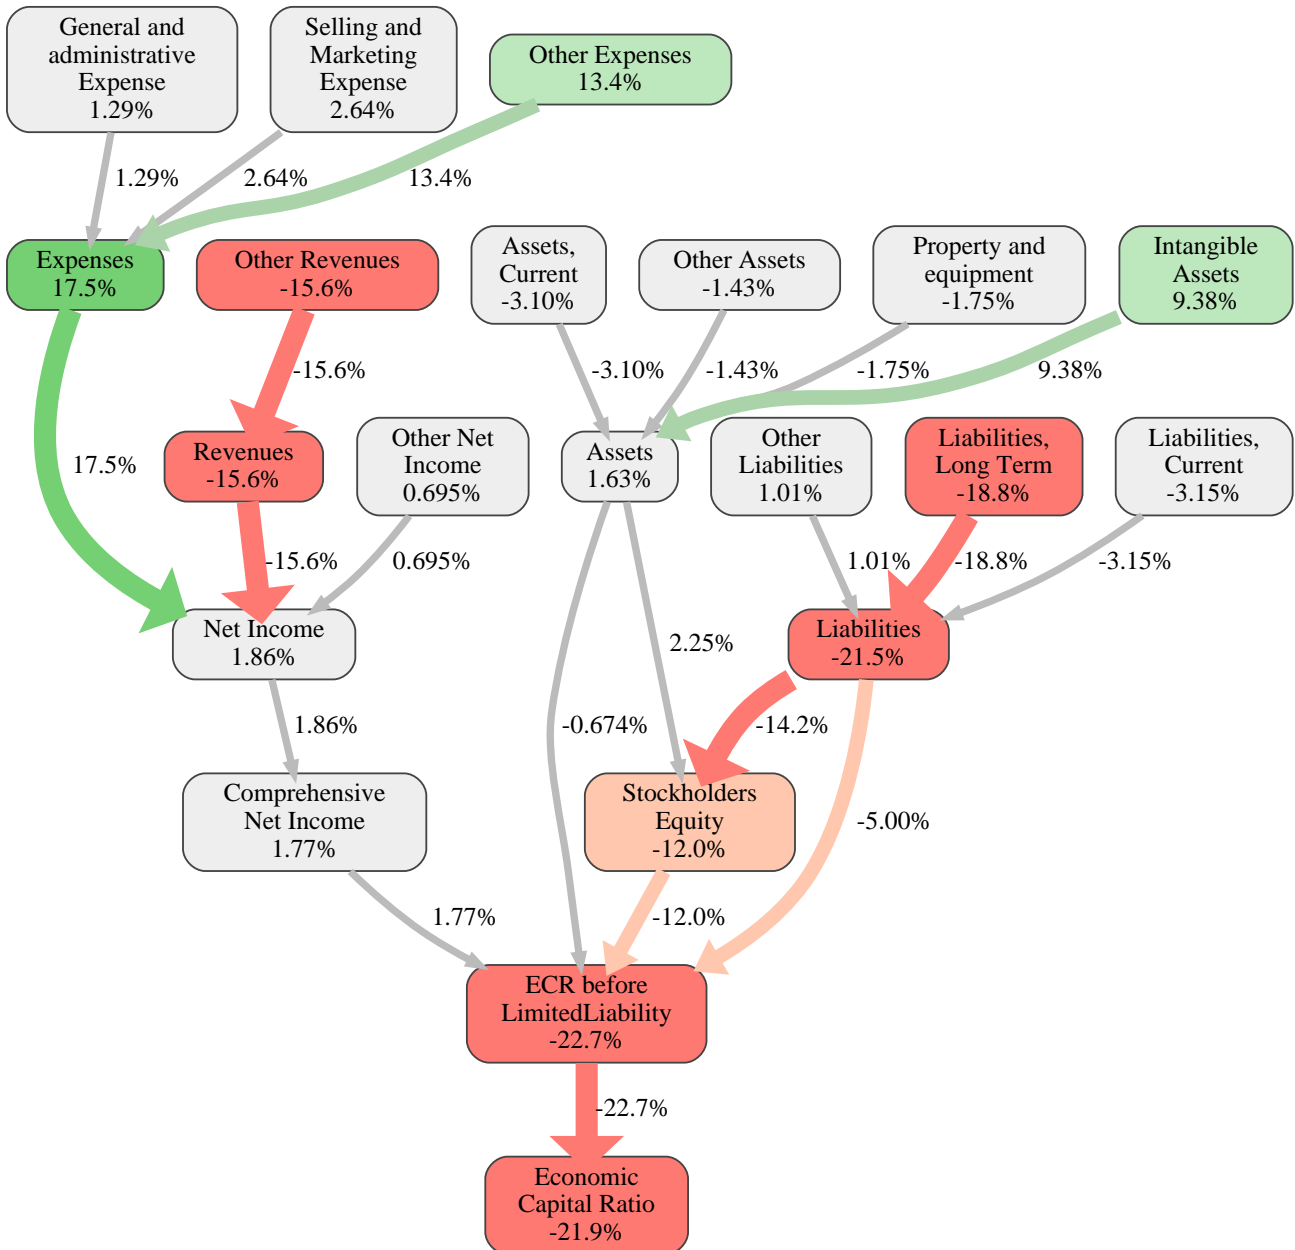 General and
administrative
Expense
1.29%
Selling and
Marketing
Expense
2.64%
Other Expenses
13.4%
1.29%
2.64%
13.4%
Expenses
17.5%
Other Revenues
-15.6%
Assets,
Current
-3.10%
Other Assets
-1.43%
Property and
equipment
-1.75%
Intangible
Assets
9.38%
-15.6%
-3.10%
-1.43%
-1.75%
9.38%
17.5%
Revenues
-15.6%
Other Net
Income
0.695%
Assets
1.63%
Other
Liabilities
1.01%
Liabilities,
Long Term
-18.8%
Liabilities,
Current
-3.15%
-15.6%
0.695%
1.01%
-18.8%
-3.15%
Net Income
1.86%
2.25%
Liabilities
-21.5%
1.86%
-0.674%
-14.2%
Comprehensive
Net Income
1.77%
Stockholders
Equity
-12.0%
-5.00%
1.77%
-12.0%
ECR before
LimitedLiability
-22.7%
-22.7%
Economic
Capital Ratio
-21.9%